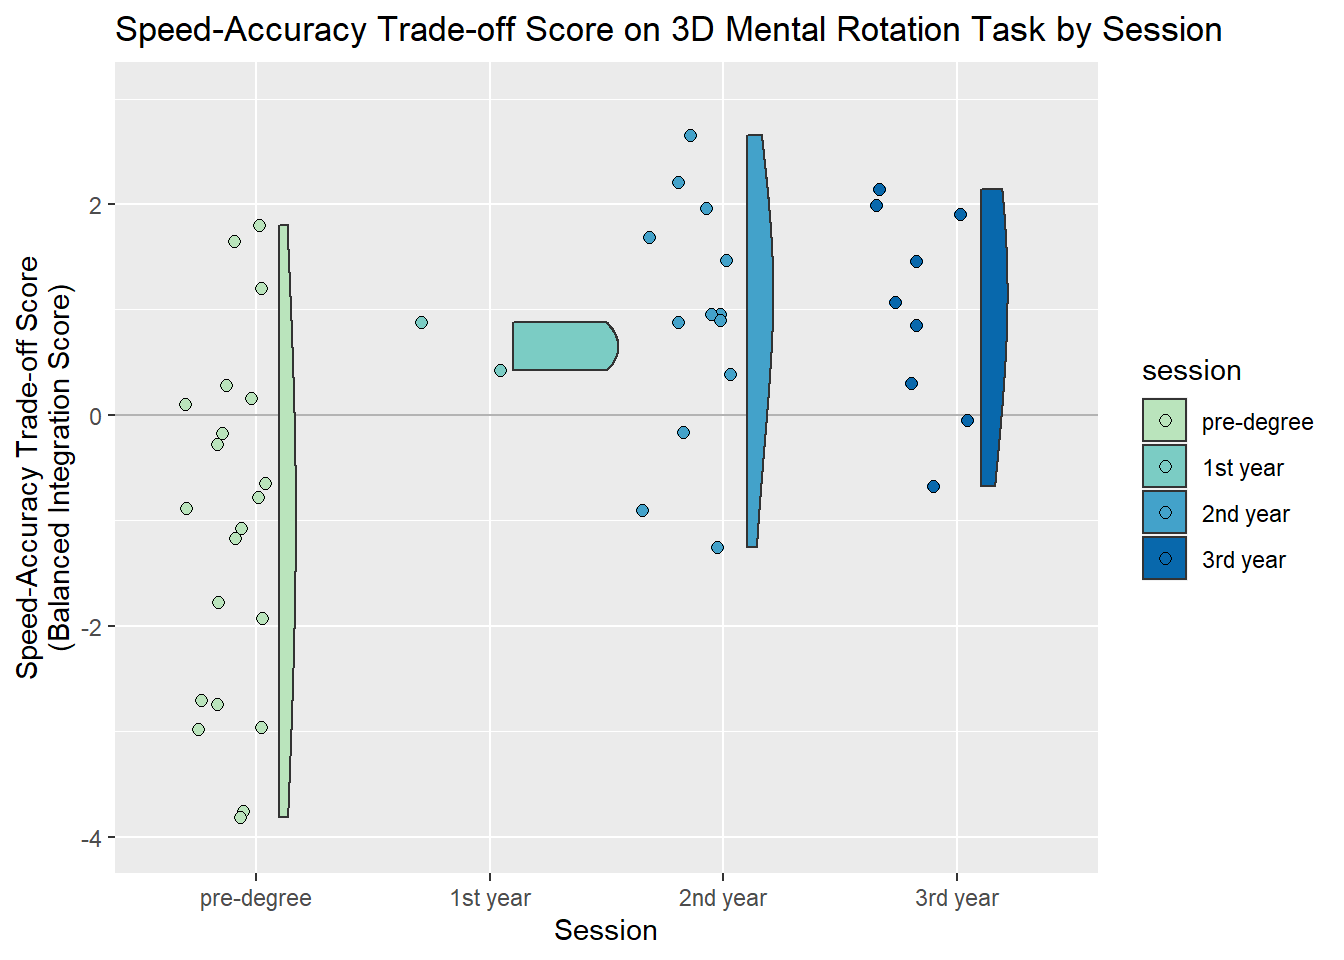 Speed-Accuracy Trade-off Score on 3D Mental Rotation Task by Session
Speed-Accuracy Trade-off Score
(Balanced Integration Score)
2
0
-2
-4
pre-degree
1st year
2nd year
3rd year
Session
session
pre-degree
1st year
2nd year
3rd year